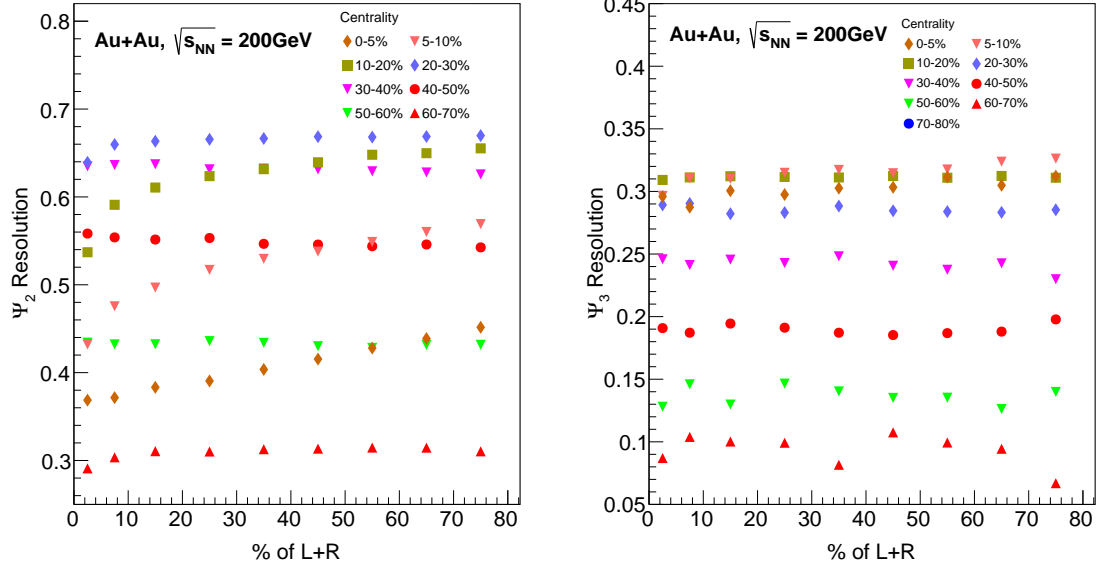 Au+Au, √s_NN = 200GeV
Centrality
0-5% 5-10%
10-20% 20-30%
30-40% 40-50%
50-60% 60-70%
Ψ2 Resolution
0.8
0.7
0.6
0.5
0.4
0.3
0 10 20 30 40 50 60 70 80
% of L+R
Au+Au, √s_NN = 200GeV
Centrality
0-5% 5-10%
10-20% 20-30%
30-40% 40-50%
50-60% 60-70%
70-80%
Ψ3 Resolution
0.45
0.4
0.35
0.3
0.25
0.2
0.15
0.1
0.05
0 10 20 30 40 50 60 70 80
% of L+R